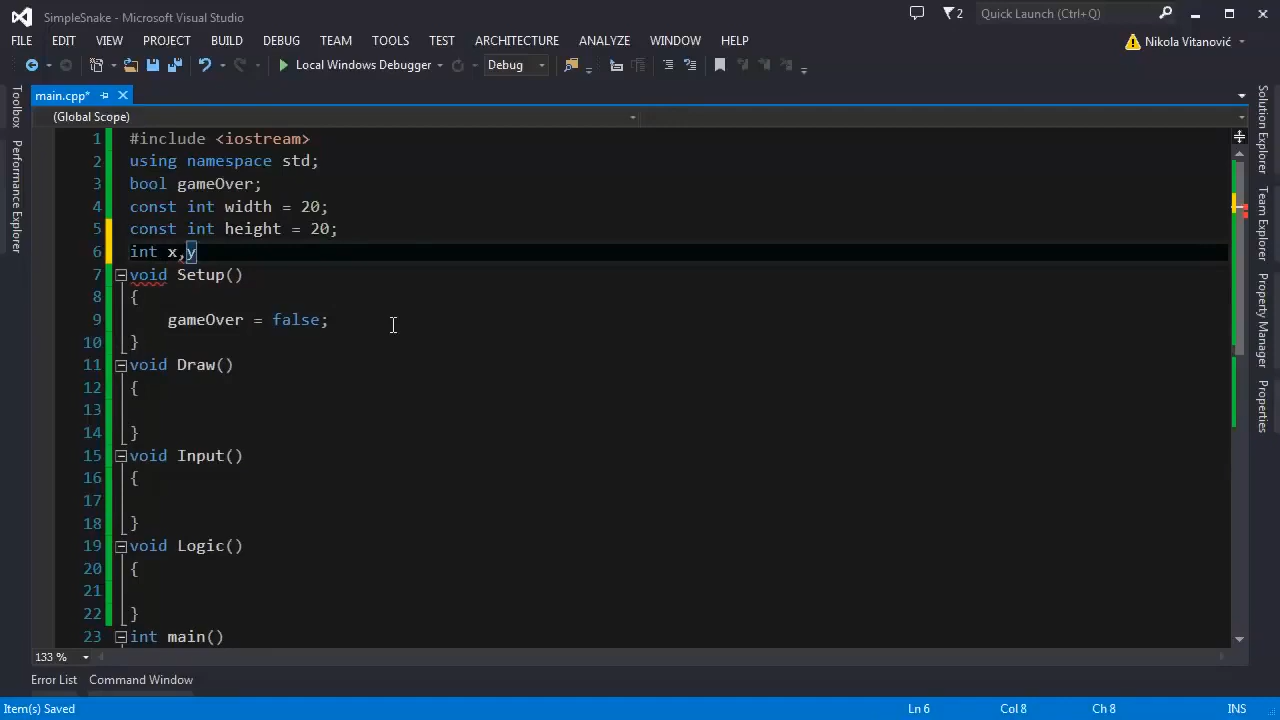 SimpleSnake - Microsoft Visual Studio
2
Quick Launch (Ctrl+Q)
FILE EDIT VIEW PROJECT BUILD DEBUG TEAM TOOLS TEST ARCHITECTURE ANALYZE WINDOW HELP
Nikola Vitanović
Local Windows Debugger
Debug
main.cpp*
(Global Scope)
1 #include <iostream>
2 using namespace std;
3 bool gameOver;
4 const int width = 20;
5 const int height = 20;
6 int x,y
7 void Setup()
8 {
9 gameOver = false;
10 }
11 void Draw()
12 {
13
14 }
15 void Input()
16 {
17
18 }
19 void Logic()
20 {
21
22 }
23 int main()
133 %
Toolbox
Performance Explorer
Solution Explorer
Team Explorer
Property Manager
Properties
Error List Command Window
Item(s) Saved
Ln 6
Col 8
Ch 8
INS